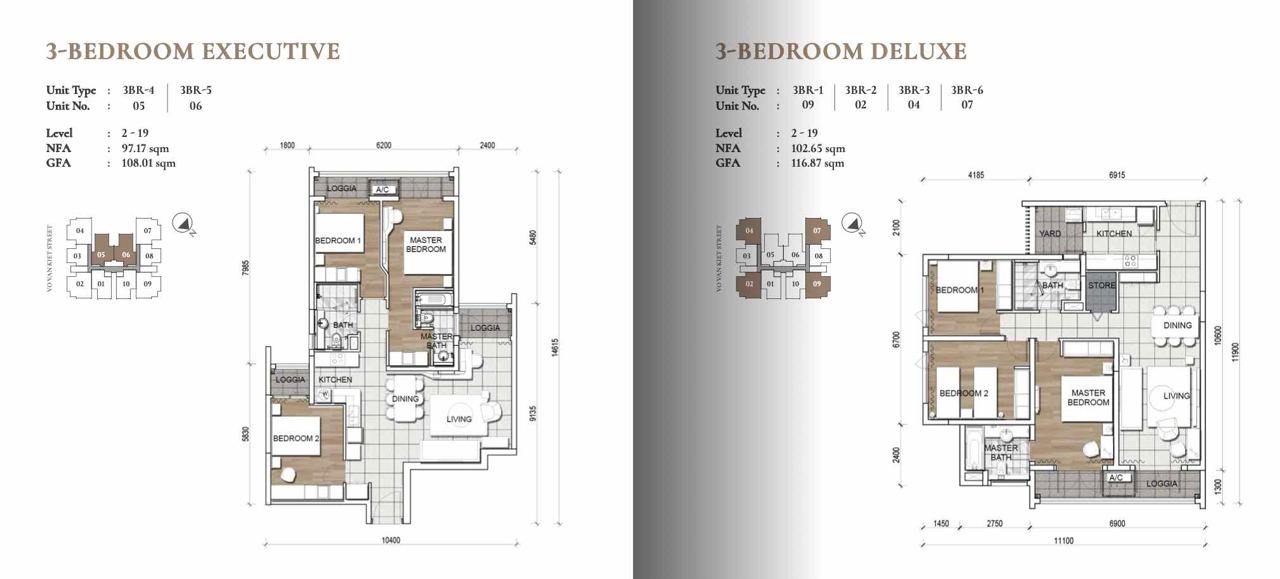 3-BEDROOM EXECUTIVE
Unit Type : 3BR-4 3BR-5
Unit No. : 05 06
Level : 2 - 19
NFA : 97.17 sqm
GFA : 108.01 sqm
VO VAN KIET STREET
04 07
03 05 06 08
02 01 10 09
N
1800 6200 2400
7985
5830
5480
9135
14615
10400
LOGGIA A/C
BEDROOM 1
MASTER
BEDROOM
BATH
MASTER
BATH
LOGGIA
LOGGIA
KITCHEN
W
DINING
LIVING
BEDROOM 2
3-BEDROOM DELUXE
Unit Type : 3BR-1 3BR-2 3BR-3 3BR-6
Unit No. : 09 02 04 07
Level : 2 - 19
NFA : 102.65 sqm
GFA : 116.87 sqm
VO VAN KIET STREET
04 07
03 05 06 08
02 01 10 09
N
4185 6915
2100
6700
2400
10600
1300
11900
1450 2750 6900
11100
YARD
KITCHEN
BEDROOM 1
BATH
STORE
DINING
BEDROOM 2
MASTER
BEDROOM
LIVING
MASTER
BATH
A/C
LOGGIA